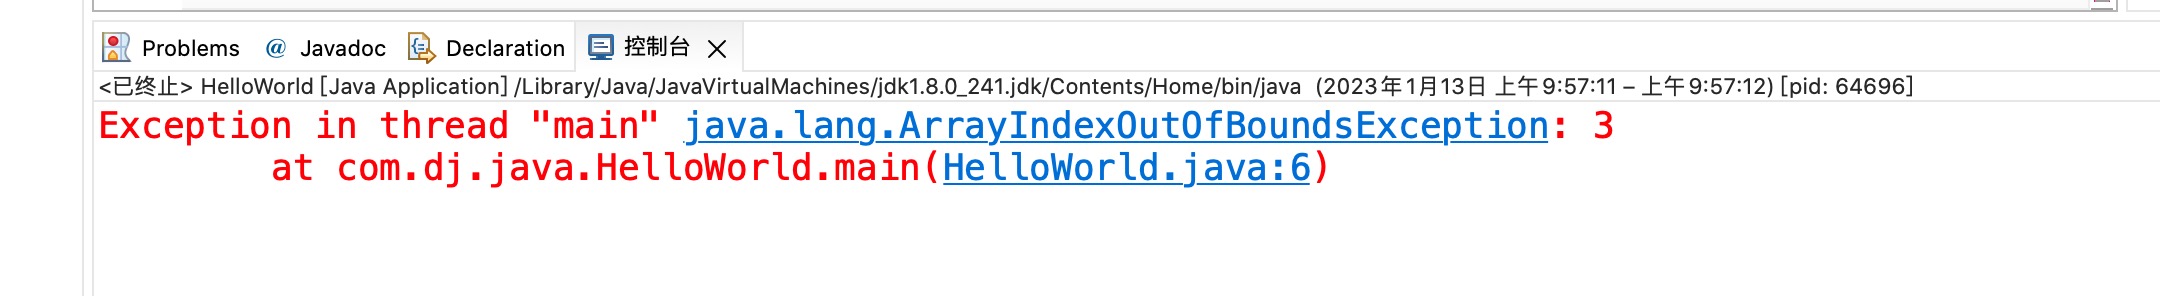 Problems @ Javadoc Declaration 控制台
<已终止> HelloWorld [Java Application] /Library/Java/JavaVirtualMachines/jdk1.8.0_241.jdk/Contents/Home/bin/java (2023年1月13日 上午9:57:11 – 上午9:57:12) [pid: 64696]
Exception in thread "main" java.lang.ArrayIndexOutOfBoundsException: 3
at com.dj.java.HelloWorld.main(HelloWorld.java:6)